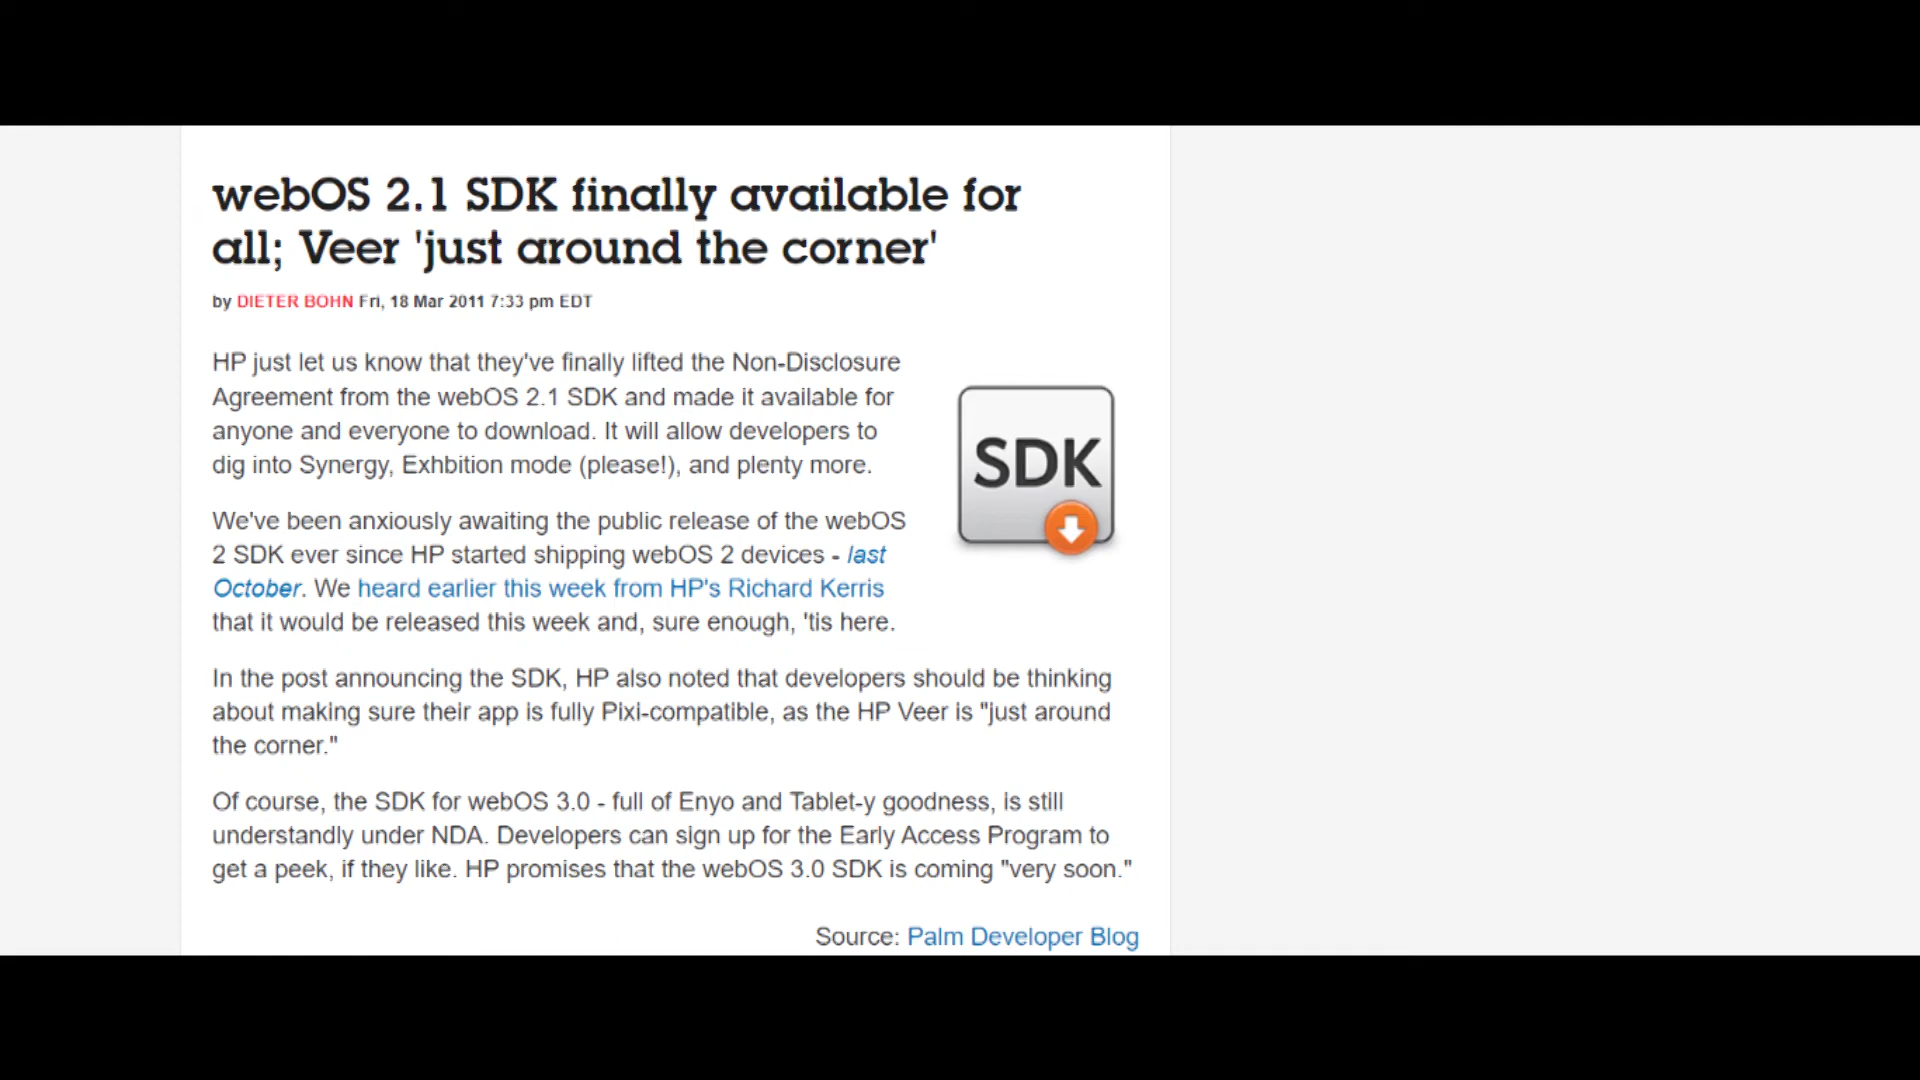 webOS 2.1 SDK finally available for
all; Veer 'just around the corner'
by DIETER BOHN Fri, 18 Mar 2011 7:33 pm EDT
HP just let us know that they've finally lifted the Non-Disclosure
Agreement from the webOS 2.1 SDK and made it available for
anyone and everyone to download. It will allow developers to
dig into Synergy, Exhbition mode (please!), and plenty more.
SDK
We've been anxiously awaiting the public release of the webOS
2 SDK ever since HP started shipping webOS 2 devices - last
October. We heard earlier this week from HP's Richard Kerris
that it would be released this week and, sure enough, 'tis here.
In the post announcing the SDK, HP also noted that developers should be thinking
about making sure their app is fully Pixi-compatible, as the HP Veer is "just around
the corner."
Of course, the SDK for webOS 3.0 - full of Enyo and Tablet-y goodness, is still
understandly under NDA. Developers can sign up for the Early Access Program to
get a peek, if they like. HP promises that the webOS 3.0 SDK is coming "very soon."
Source: Palm Developer Blog